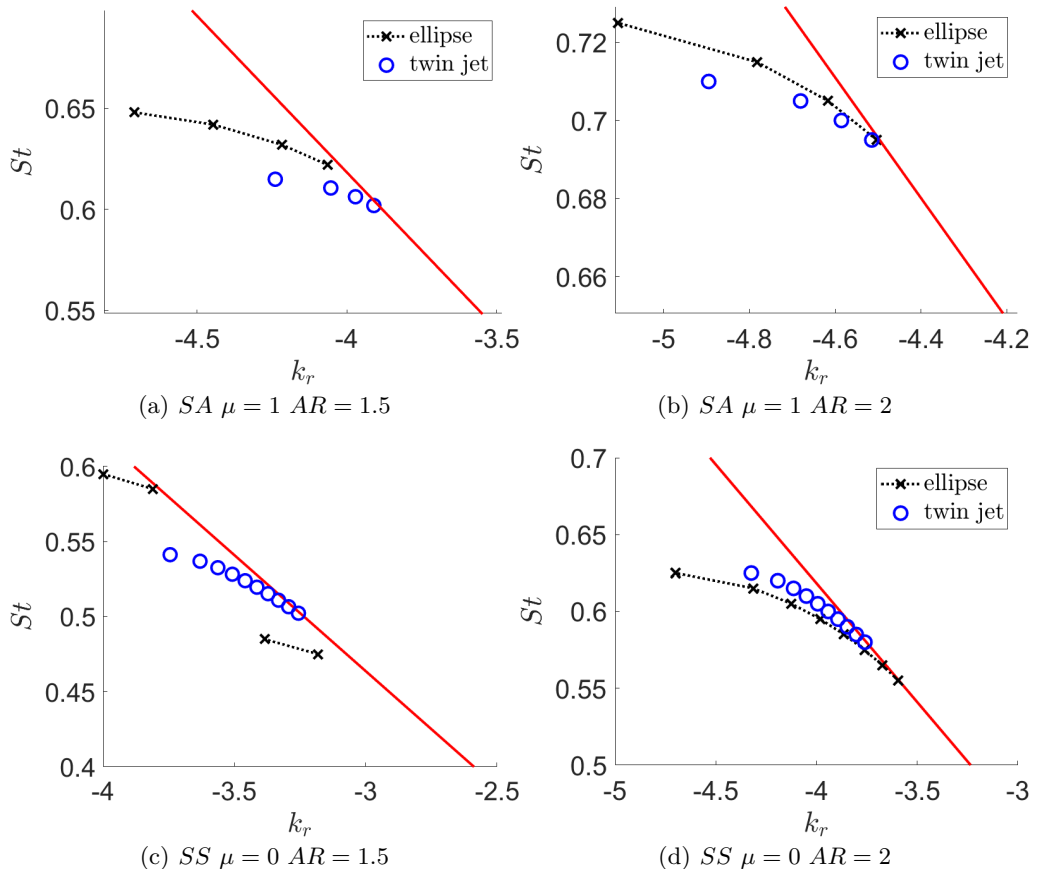 ellipse
twin jet
0.65
0.6
0.55
St
-4.5
-4
-3.5
k_r
(a) SA μ = 1 AR = 1.5
ellipse
twin jet
0.72
0.7
0.68
0.66
St
-5
-4.8
-4.6
-4.4
-4.2
k_r
(b) SA μ = 1 AR = 2
0.6
0.55
0.5
0.45
0.4
St
-4
-3.5
-3
-2.5
k_r
(c) SS μ = 0 AR = 1.5
ellipse
twin jet
0.7
0.65
0.6
0.55
0.5
St
-5
-4.5
-4
-3.5
-3
k_r
(d) SS μ = 0 AR = 2